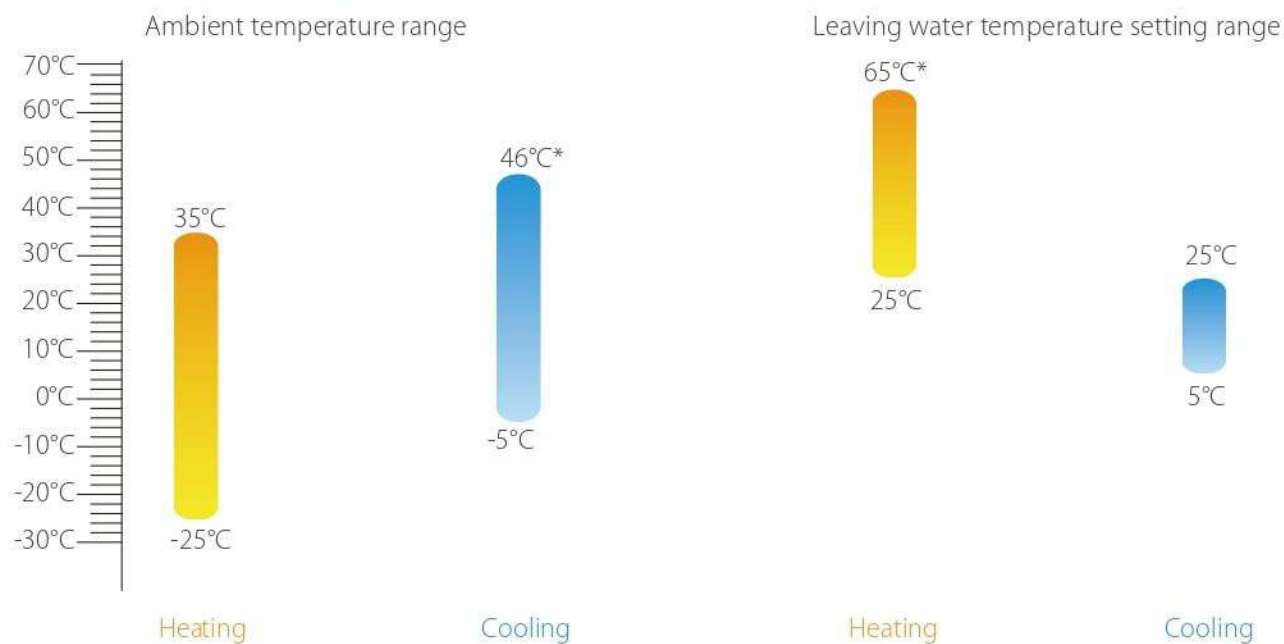 Ambient temperature range
Leaving water temperature setting range
70°C
60°C
50°C
40°C
30°C
20°C
10°C
0°C
-10°C
-20°C
-30°C
35°C
-25°C
46°C*
-5°C
65°C*
25°C
25°C
5°C
Heating
Cooling
Heating
Cooling